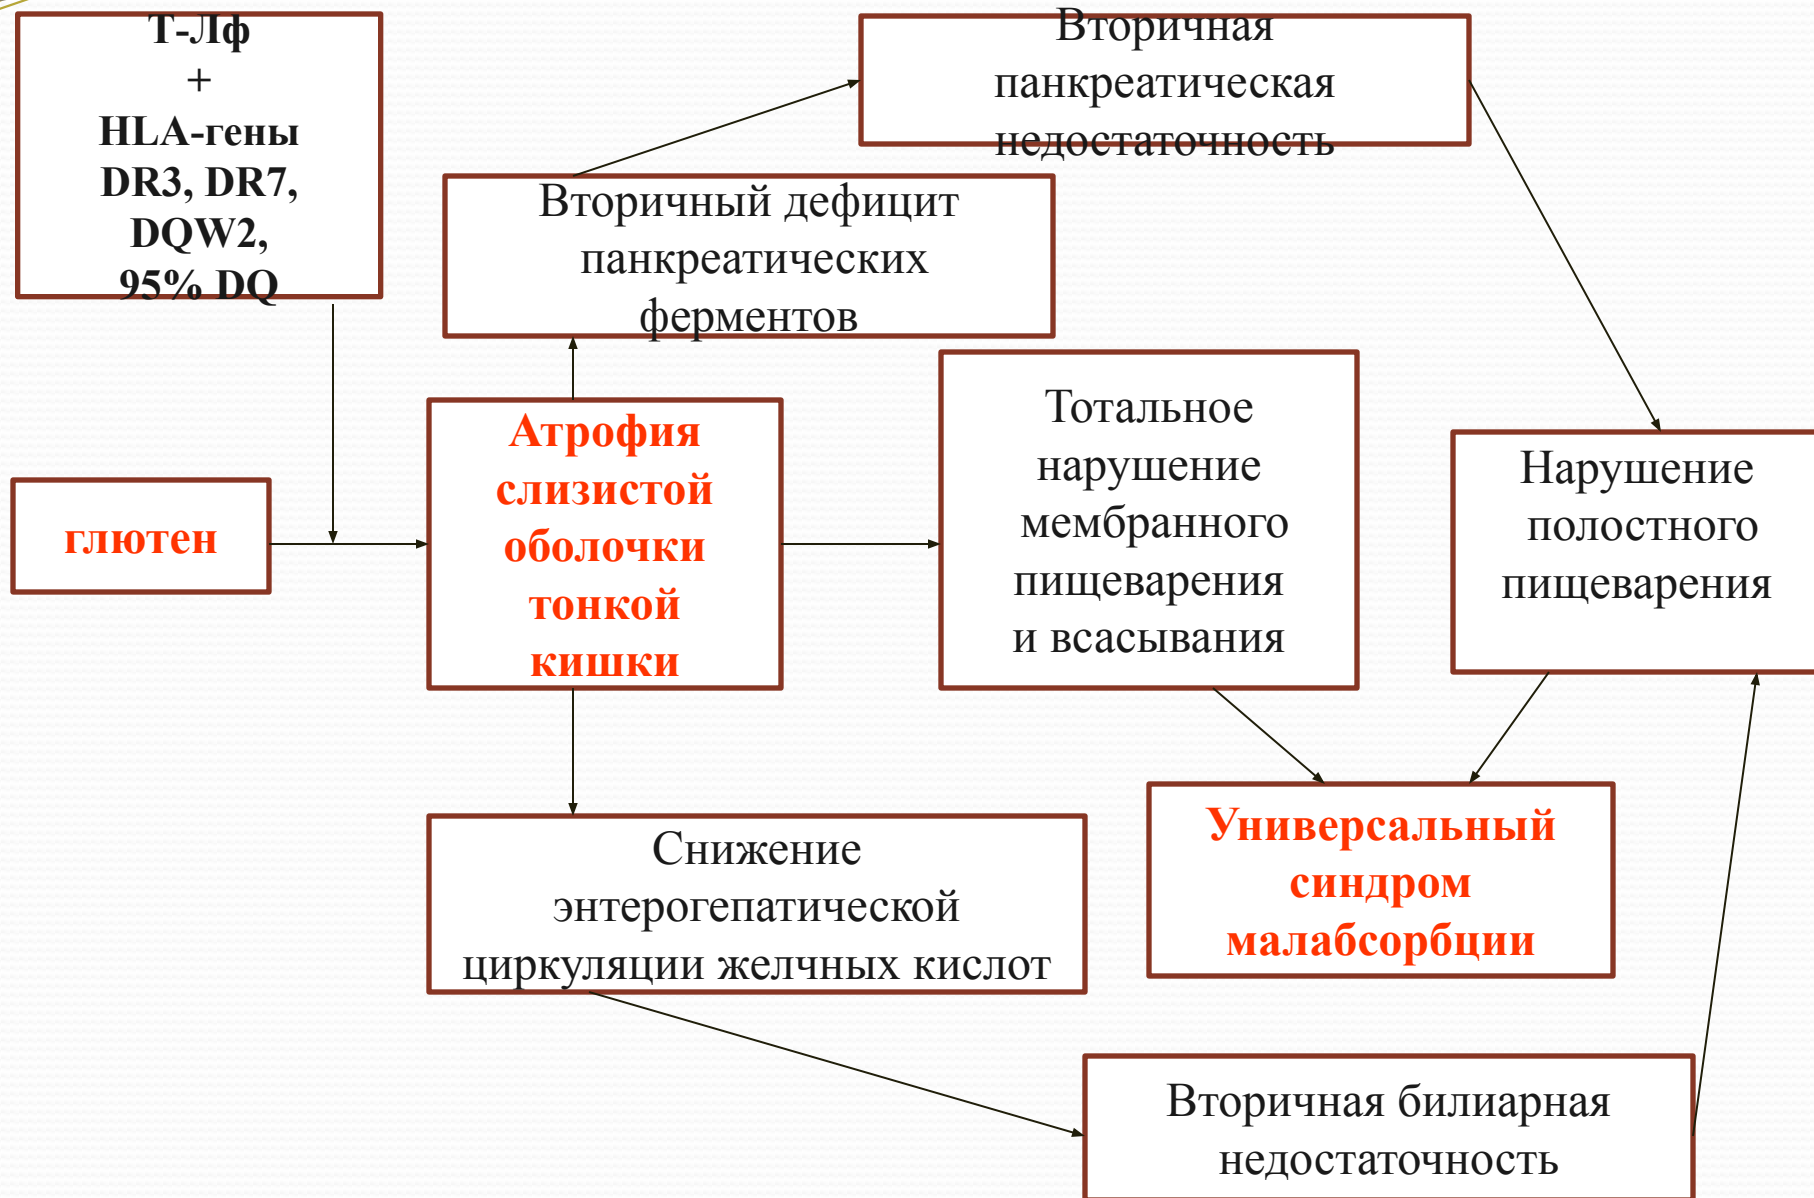 Т-Лф
+
HLA-гены
DR3, DR7,
DQW2,
95% DQ
Вторичная
панкреатическая
недостаточность
Вторичный дефицит
панкреатических
ферментов
глютен
Атрофия
слизистой
оболочки
тонкой
кишки
Тотальное
нарушение
мембранного
пищеварения
и всасывания
Нарушение
полостного
пищеварения
Снижение
энтерогепатической
циркуляции желчных кислот
Универсальный
синдром
малабсорбции
Вторичная билиарная
недостаточность